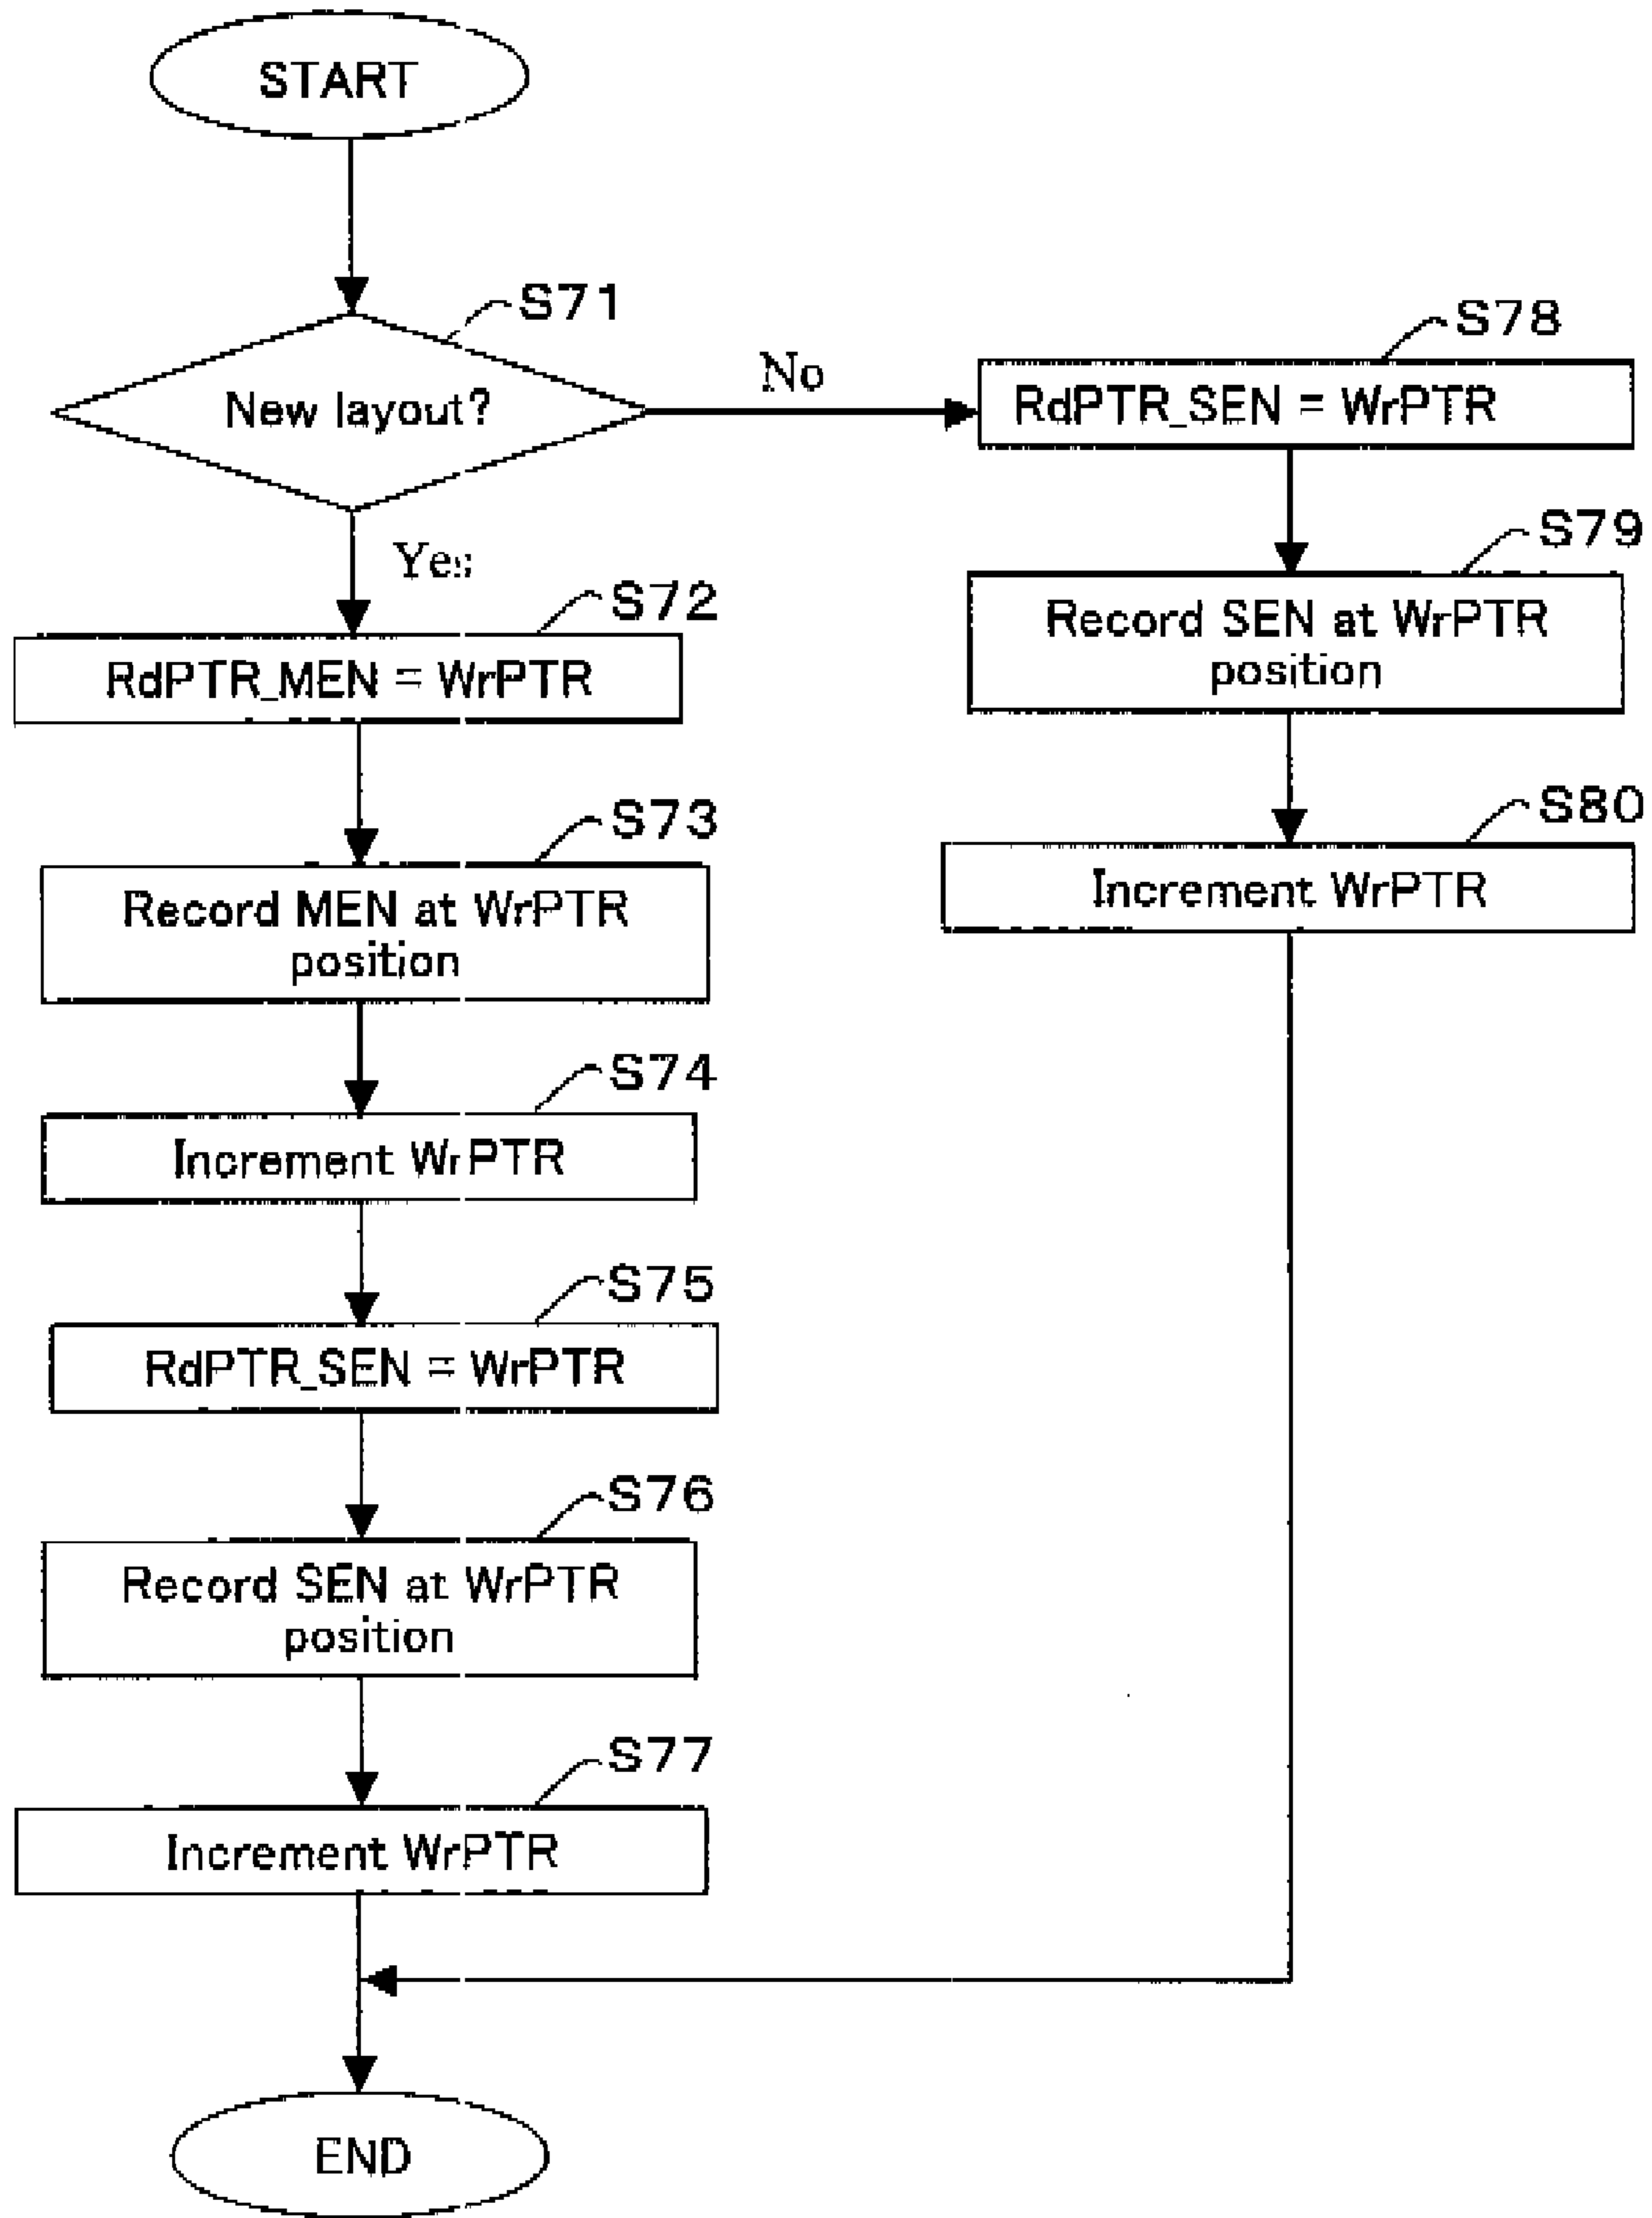 START
S71
New layout?
No
Yes
S72
RdPTR_MEN = WrPTR
S73
Record MEN at WrPTR
position
S74
Increment WrPTR
S75
RdPTR_SEN = WrPTR
S76
Record SEN at WrPTR
position
S77
Increment WrPTR
S78
RdPTR_SEN = WrPTR
S79
Record SEN at WrPTR
position
S80
Increment WrPTR
END